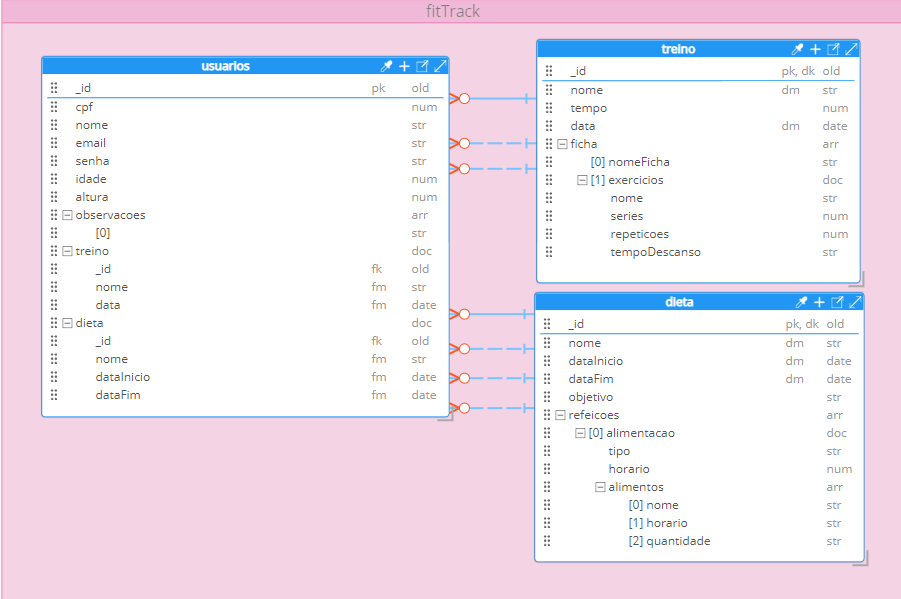 fitTrack
usuarios
_id pk old
cpf num
nome str
email str
senha str
idade num
altura num
observacoes arr
[0] str
treino doc
_id fk old
nome fm str
data fm date
dieta doc
_id fk old
nome fm str
dataInicio fm date
dataFim fm date
treino
_id pk, dk old
nome dm str
tempo num
data dm date
ficha arr
[0] nomeFicha str
[1] exercicios doc
nome str
series num
repeticoes num
tempoDescanso str
dieta
_id pk, dk old
nome dm str
dataInicio dm date
dataFim dm date
objetivo str
refeicoes arr
[0] alimentacao doc
tipo str
horario num
alimentos arr
[0] nome str
[1] horario str
[2] quantidade str